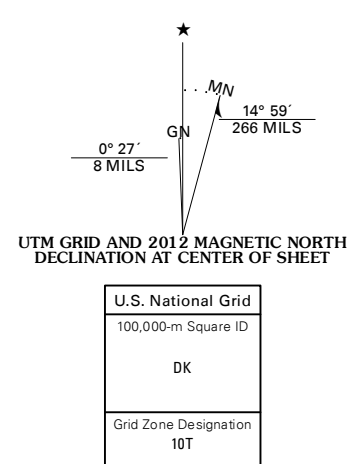 ★
MN
GN
14° 59´
266 MILS
0° 27´
8 MILS
UTM GRID AND 2012 MAGNETIC NORTH
DECLINATION AT CENTER OF SHEET
U.S. National Grid
100,000-m Square ID
DK
Grid Zone Designation
10T